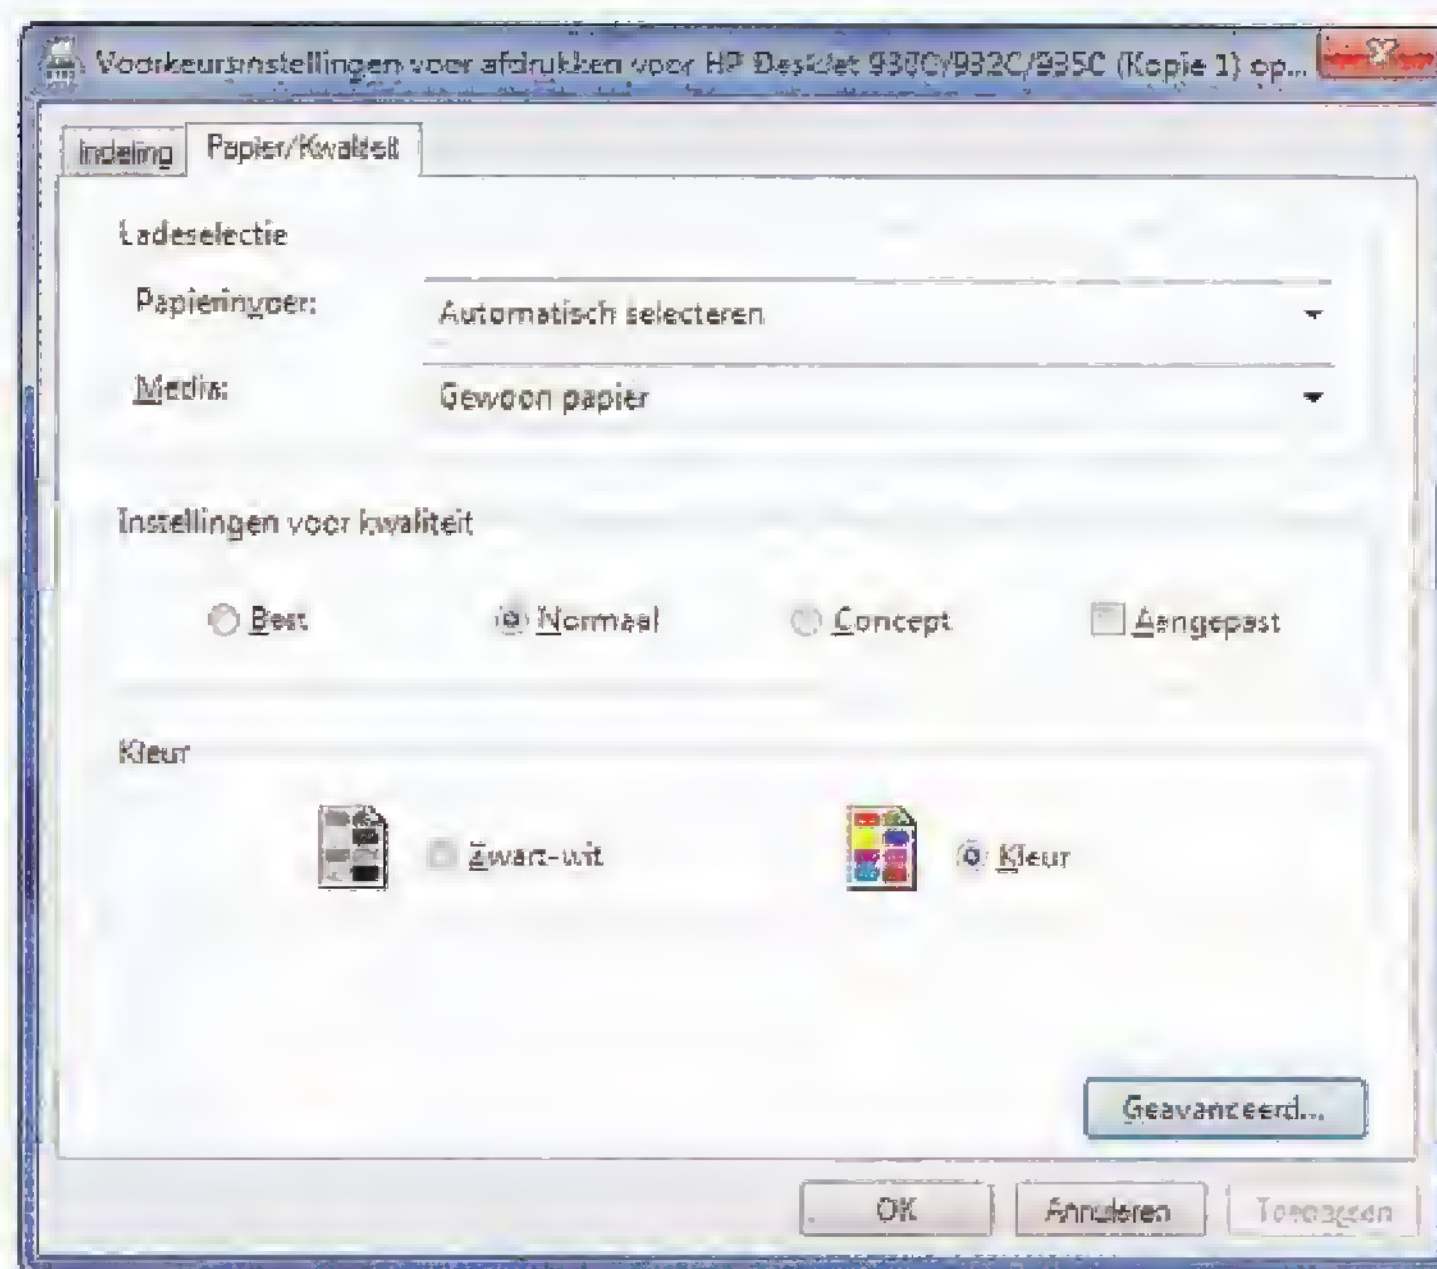 Voorkeursinstellingen voor afdrukken voor HP DeskJet 930C/932C/935C (Kopie 1) op...
Indeling Papier/Kwaliteit
Ladeselectie
Papierinvoer: Automatisch selecteren
Media: Gewoon papier
Instellingen voor kwaliteit
Best Normaal Concept Aangepast
Kleur
Zwart-wit Kleur
Geavanceerd...
OK Annuleren Toepassen